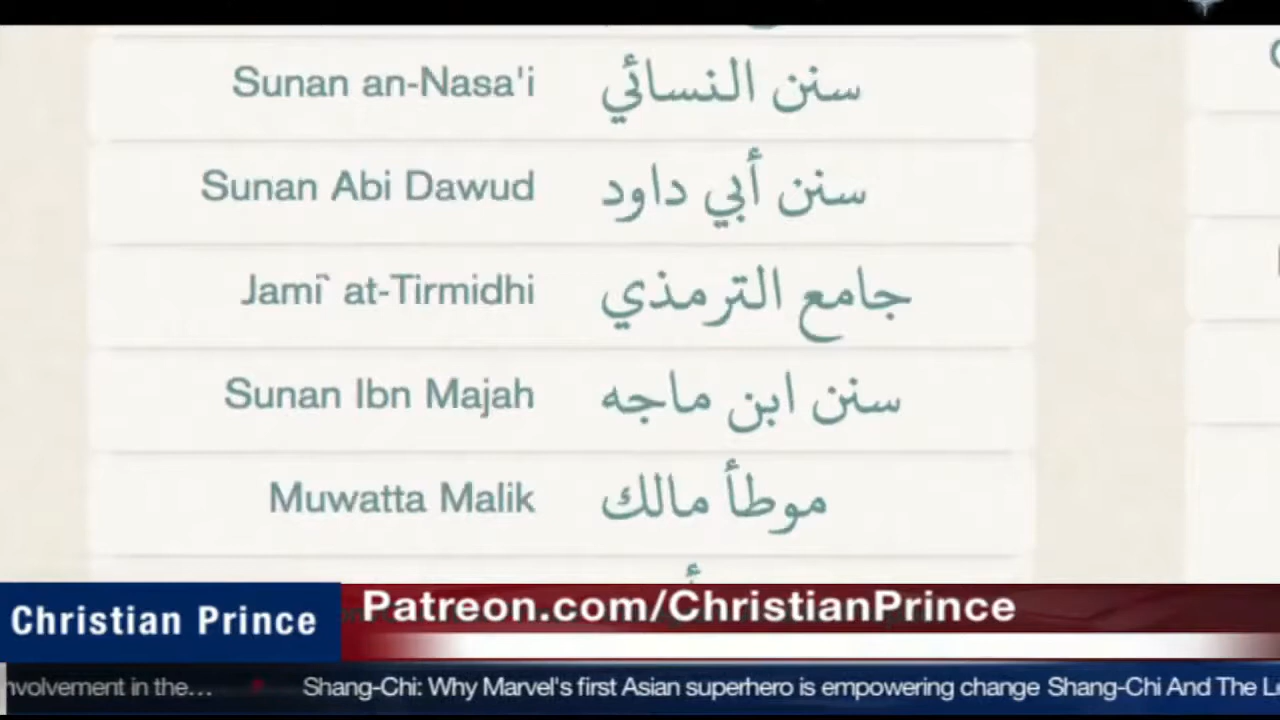 Sunan an-Nasa'i سنن النسائي
Sunan Abi Dawud سنن أبي داود
Jami` at-Tirmidhi جامع الترمذي
Sunan Ibn Majah سنن ابن ماجه
Muwatta Malik موطأ مالك
Christian Prince
Patreon.com/ChristianPrince
in the... Shang-Chi: Why Marvel's first Asian superhero is empowering change Shang-Chi And The